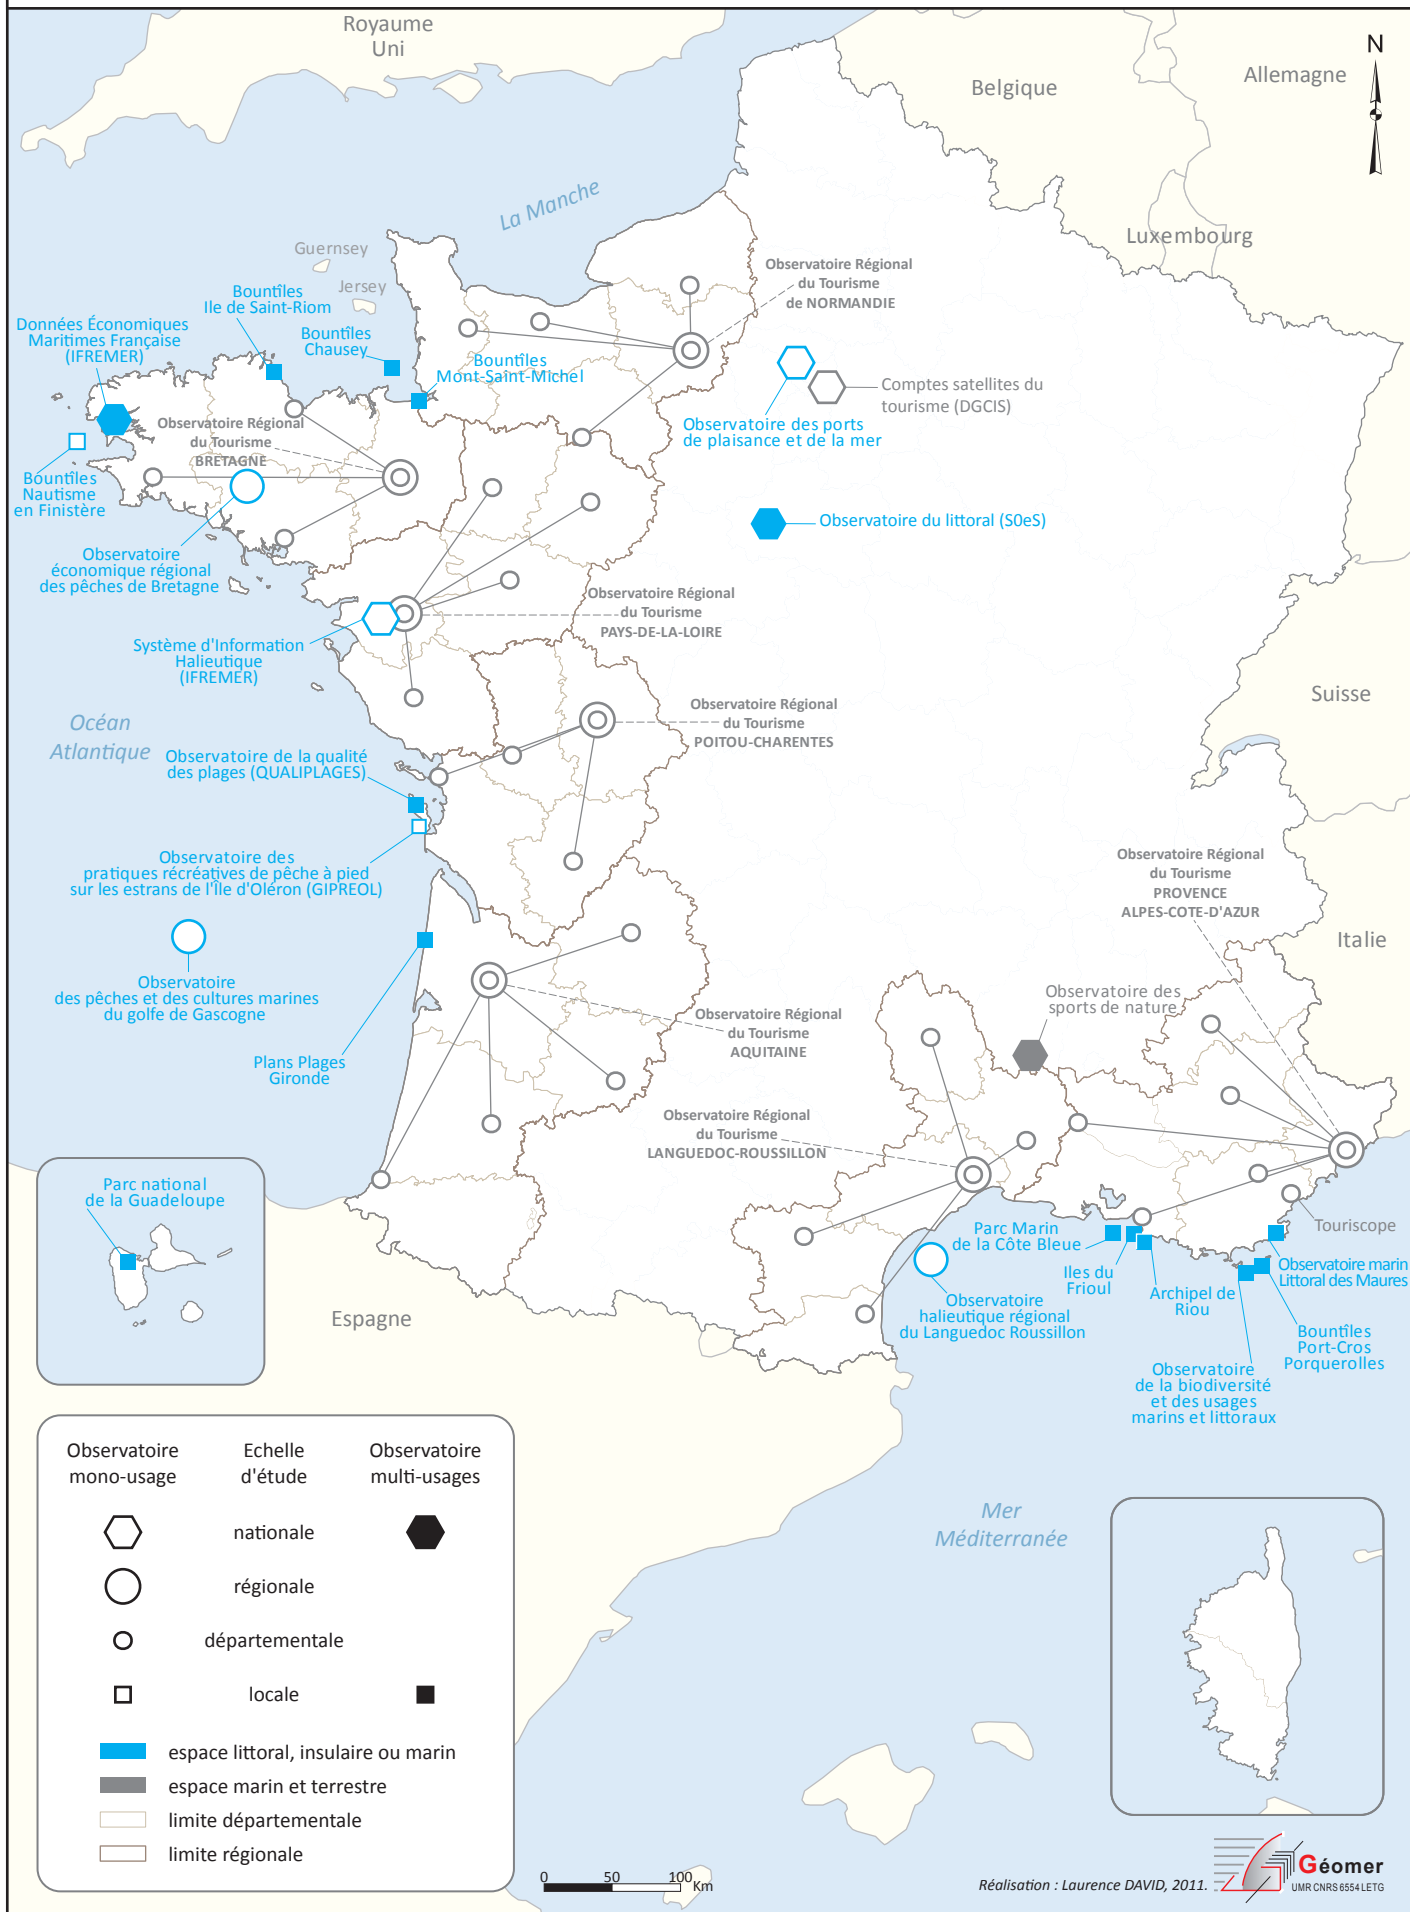 Royaume
Uni
Belgique
Allemagne
N
La Manche
Luxembourg
Guernsey
Jersey
Observatoire Régional
du Tourisme
de NORMANDIE
Bountîles
Ile de Saint-Riom
Données Économiques
Maritimes Française
(IFREMER)
Bountîles
Chausey
Bountîles
Mont-Saint-Michel
Comptes satellites du
tourisme (DGCIS)
Observatoire des ports
de plaisance et de la mer
Observatoire Régional
du Tourisme
BRETAGNE
Bountîles
Nautisme
en Finistère
Observatoire du littoral (S0eS)
Observatoire
économique régional
des pêches de Bretagne
Observatoire Régional
du Tourisme
PAYS-DE-LA-LOIRE
Système d'Information
Halieutique
(IFREMER)
Suisse
Observatoire Régional
du Tourisme
POITOU-CHARENTES
Océan
Atlantique
Observatoire de la qualité
des plages (QUALIPLAGES)
Observatoire des
pratiques récréatives de pêche à pied
sur les estrans de l'Île d'Oléron (GIPREOL)
Observatoire Régional
du Tourisme
PROVENCE
ALPES-COTE-D'AZUR
Italie
Observatoire
des pêches et des cultures marines
du golfe de Gascogne
Observatoire des
sports de nature
Observatoire Régional
du Tourisme
AQUITAINE
Plans Plages
Gironde
Observatoire Régional
du Tourisme
LANGUEDOC-ROUSSILLON
Parc national
de la Guadeloupe
Touriscope
Parc Marin
de la Côte Bleue
Iles du
Frioul
Archipel de
Riou
Observatoire marin
Littoral des Maures
Observatoire
halieutique régional
du Languedoc Roussillon
Espagne
Bountîles
Port-Cros
Porquerolles
Observatoire
de la biodiversité
et des usages
marins et littoraux
Observatoire
mono-usage
Echelle
d'étude
Observatoire
multi-usages
nationale
régionale
départementale
locale
espace littoral, insulaire ou marin
espace marin et terrestre
limite départementale
limite régionale
Mer
Méditerranée
0 50 100
Km
Réalisation : Laurence DAVID, 2011.
Géomer
UMR CNRS 6554 LETG